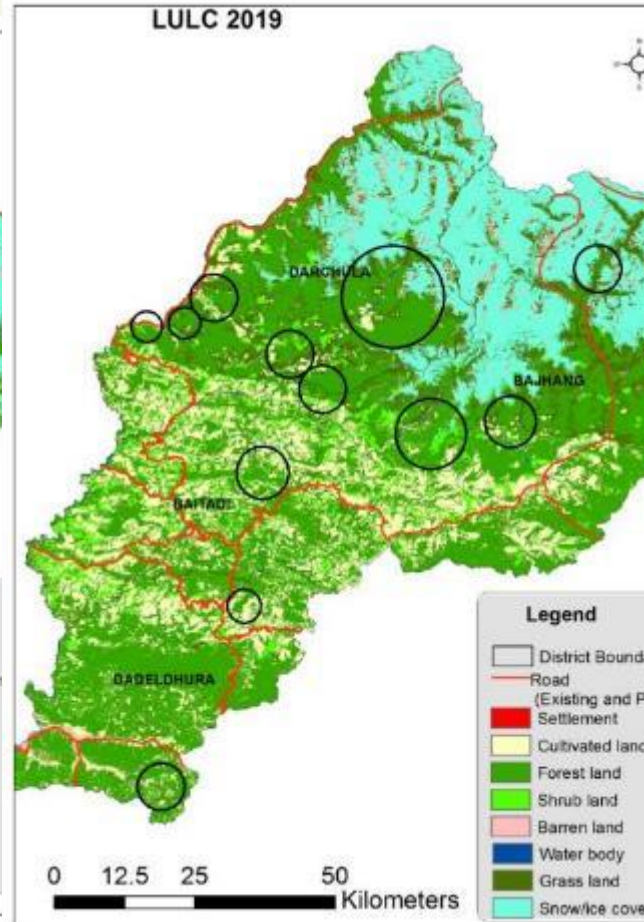 LULC 2019
DARCHULA
BAJHANG
BAITADI
DADELDHURA
Legend
District Bounda
Road
(Existing and P
Settlement
Cultivated land
Forest land
Shrub land
Barren land
Water body
Grass land
Snow/ice cove
0 12.5 25 50
Kilometers